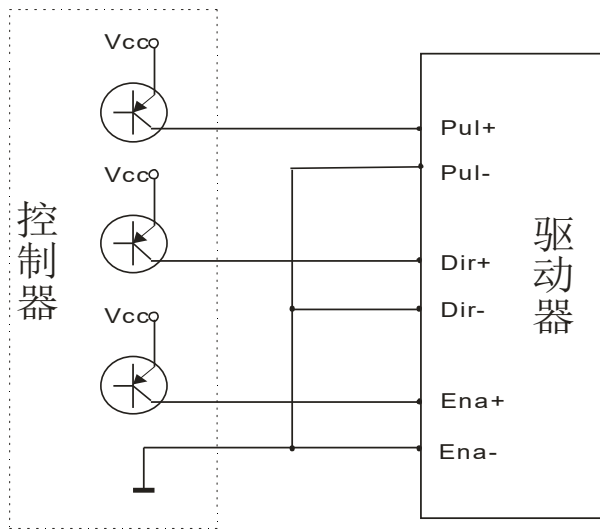 Vcc
Pul+
Pul-
Vcc
控制器
驱动器
Dir+
Dir-
Vcc
Ena+
Ena-